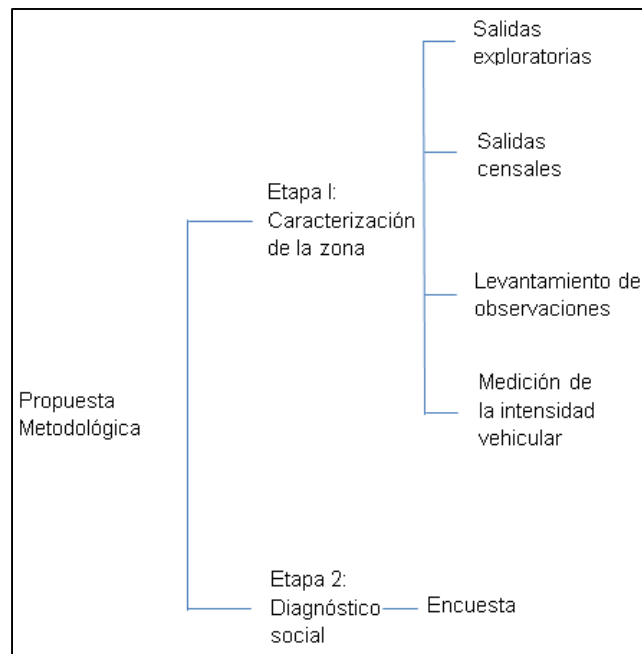 Propuesta
Metodológica
Etapa I:
Caracterización
de la zona
Salidas
exploratorias
Salidas
censales
Levantamiento de
observaciones
Medición de
la intensidad
vehicular
Etapa 2:
Diagnóstico
social
Encuesta